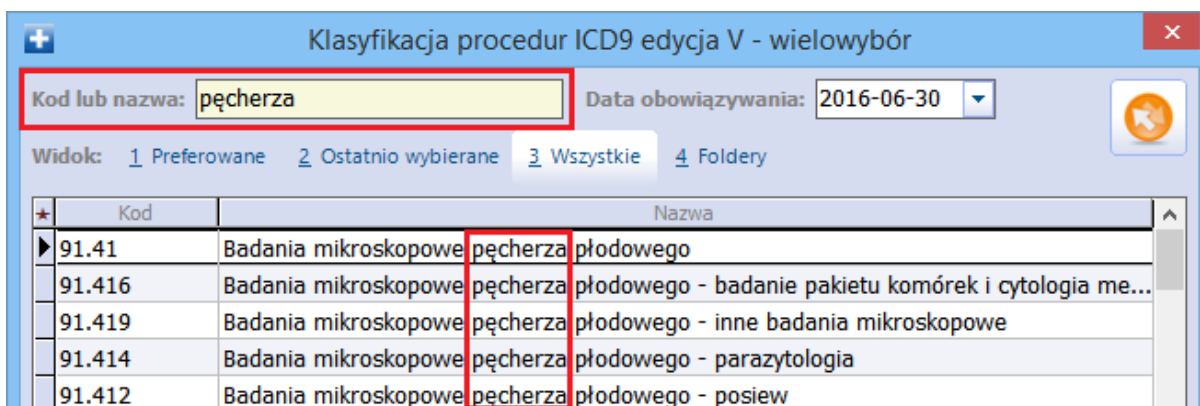 Klasyfikacja procedur ICD9 edycja V - wielowybór
Kod lub nazwa: pęcherza Data obowiązywania: 2016-06-30
Widok: 1 Preferowane 2 Ostatnio wybierane 3 Wszystkie 4 Foldery
Kod Nazwa
91.41 Badania mikroskopowe pęcherza płodowego
91.416 Badania mikroskopowe pęcherza płodowego - badanie pakietu komórek i cytologia me...
91.419 Badania mikroskopowe pęcherza płodowego - inne badania mikroskopowe
91.414 Badania mikroskopowe pęcherza płodowego - parazytologia
91.412 Badania mikroskopowe pęcherza płodowego - posiew